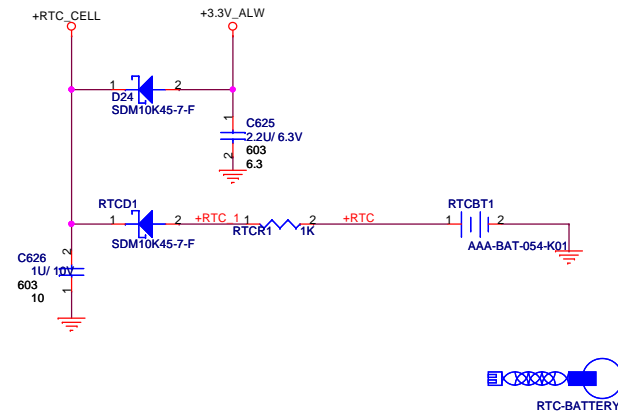 +RTC_CELL
+3.3V_ALW
1 2
D24
SDM10K45-7-F
1
C625
2.2U/ 6.3V
2
603
6.3
RTCD1
1 2
+RTC_1
1 2
+RTC
RTCBT1
1 2
SDM10K45-7-F
RTCR1
1K
AAA-BAT-054-K01
2
C626
1U/ 10V
603
1
10
RTC-BATTERY